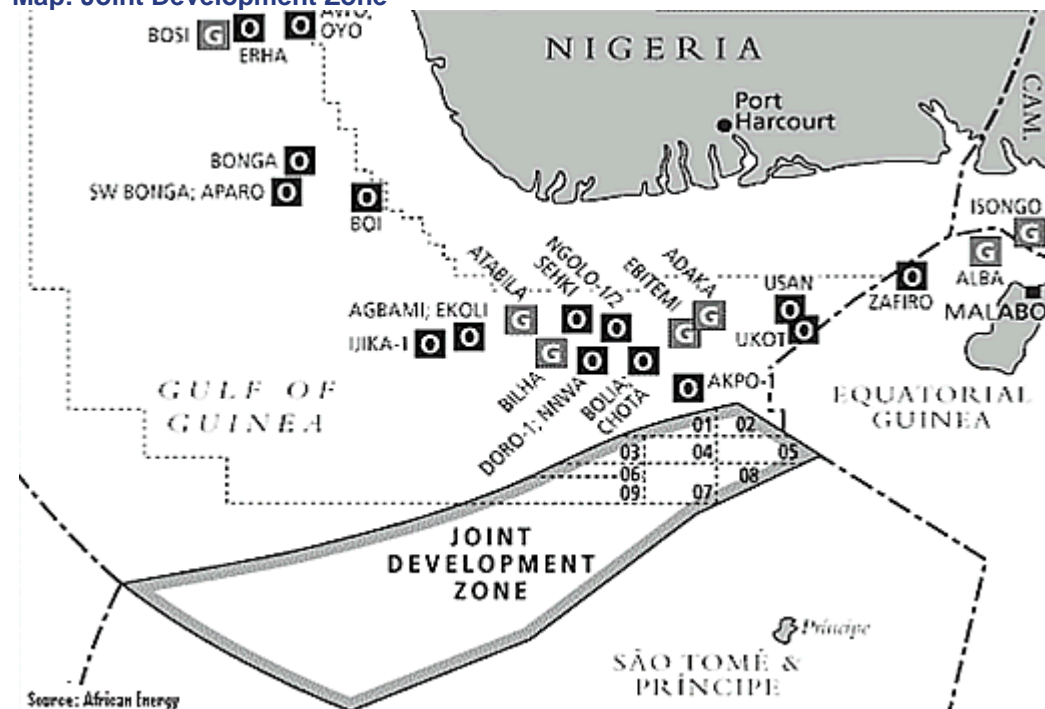 Map: Joint Development Zone
BOSI
G
O
ERHA
O
AWO;
OYO
NIGERIA
CAM.
Port
Harcourt
BONGA
O
SW BONGA; APARO
O
O
BOI
ISONGO
G
G
ALBA
MALABO
ATABILA
G
NGOLO-1/2
SEHKI
O
O
EBITEMI
G
ADAKA
G
USAN
O
UKOT
O
O
ZAFIRO
AGBAMI; EKOLI
O
IJIKA-1
O
BILHA
G
DORO-1; NNWA
O
BOLIA;
CHOTA
O
O
AKPO-1
GULF OF
GUINEA
EQUATORIAL
GUINEA
01
02
03
04
05
06
08
09
07
JOINT
DEVELOPMENT
ZONE
Príncipe
SÃO TOMÉ &
PRÍNCIPE
Source: African Energy